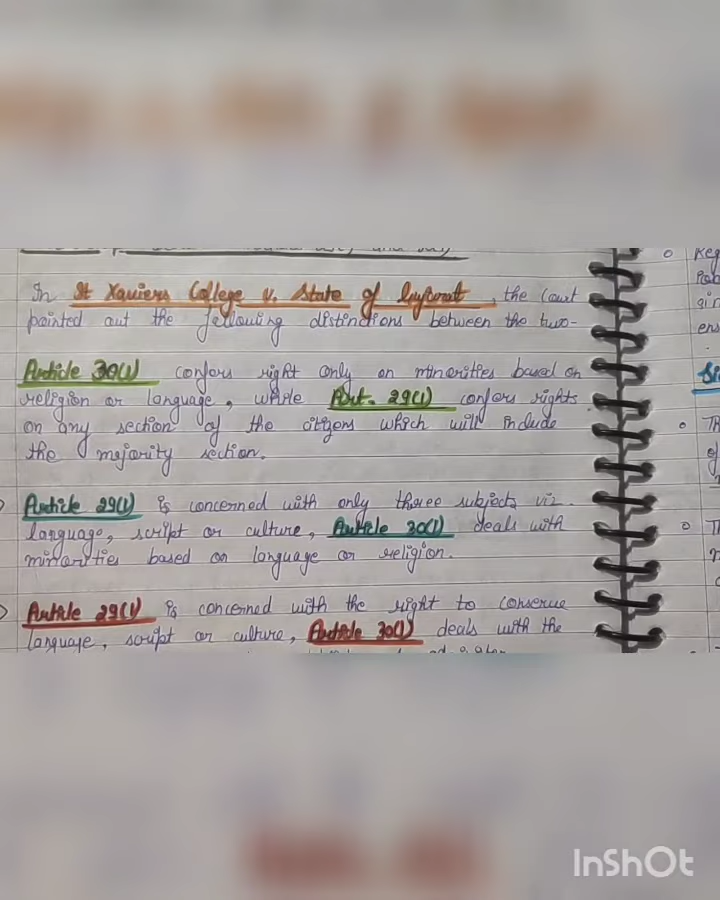 In St Xaviers College v. State of Gujarat, the Court
pointed out the following distinctions between the two-
Article 30(1) confers right only on minorities based on
religion or language, while Art. 29(1) confers rights
on any section of the citizens which will include
the majority section.
Article 29(1) is concerned with only three subjects viz.
language, script or culture, Article 30(1) deals with
minorities based on language or religion.
Article 29(1) is concerned with the right to conserve
language, script or culture, Article 30(1) deals with the
InShOt